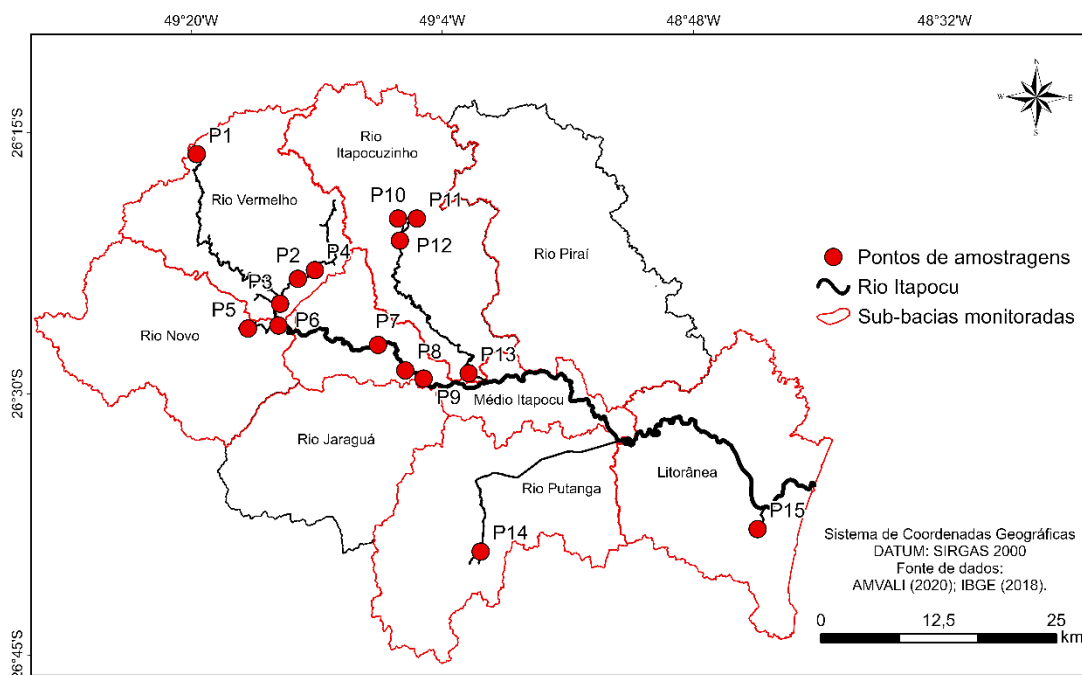 49°20'W 49°4'W 48°48'W 48°32'W
N
W E
S
26°15'S
26°30'S
26°45'S
P1
Rio
Itapocuzinho
Rio Vermelho
P10 P11
P12
Rio Piraí
P2 P4
P3
P5 P6
Rio Novo
P7
P8
P13
P9
Médio Itapocu
Rio Jaraguá
Litorânea
Rio Putanga
P15
P14
Pontos de amostragens
Rio Itapocu
Sub-bacias monitoradas
Sistema de Coordenadas Geográficas
DATUM: SIRGAS 2000
Fonte de dados:
AMVALI (2020); IBGE (2018).
0 12,5 25
km